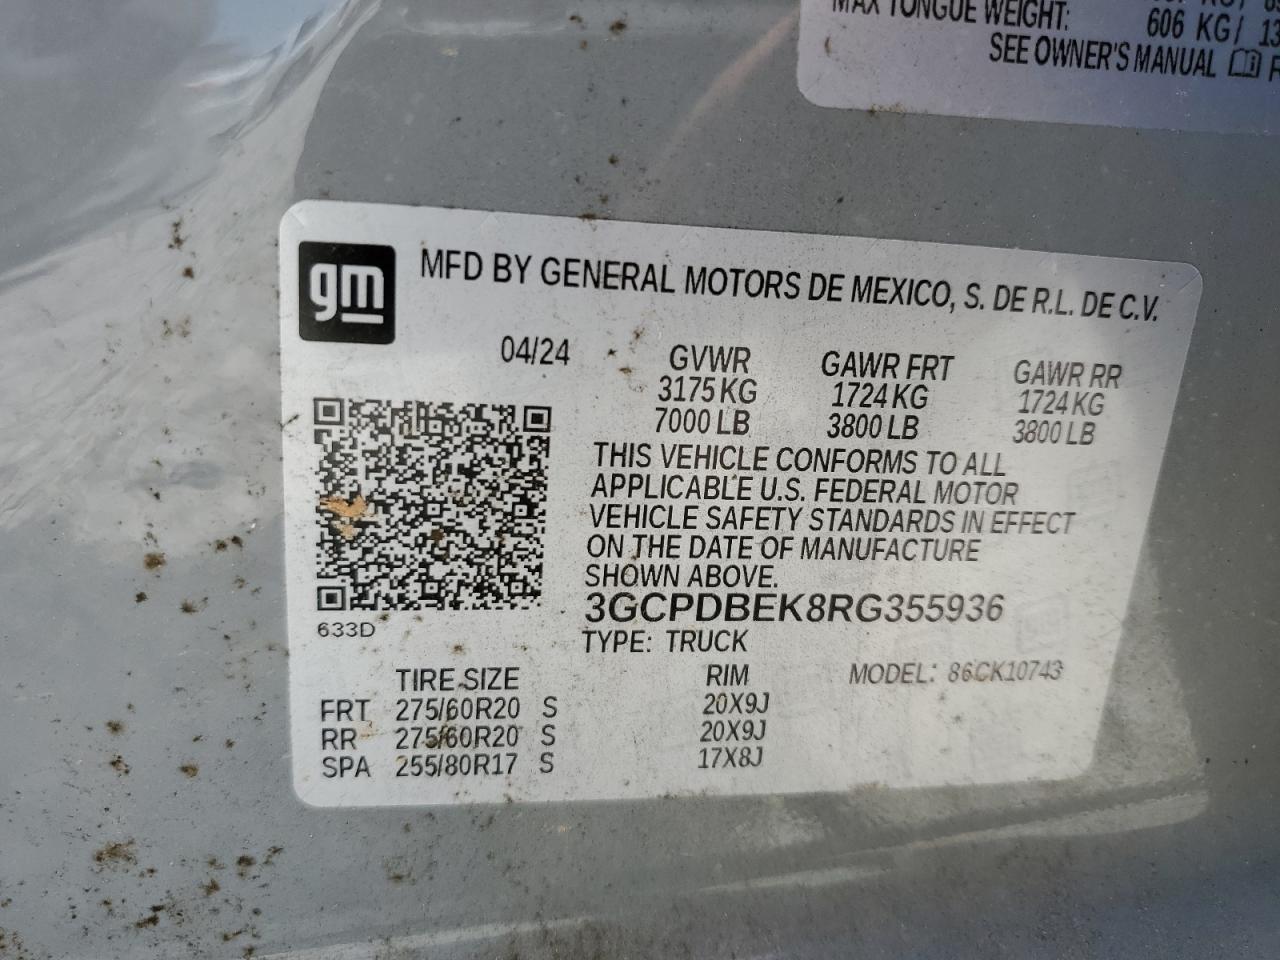 MAX TONGUE WEIGHT: 606 KG/
SEE OWNER'S MANUAL
gm
MFD BY GENERAL MOTORS DE MEXICO, S. DE R.L. DE C.V.
04/24
GVWR GAWR FRT GAWR RR
3175 KG 1724 KG 1724 KG
7000 LB 3800 LB 3800 LB
THIS VEHICLE CONFORMS TO ALL
APPLICABLE U.S. FEDERAL MOTOR
VEHICLE SAFETY STANDARDS IN EFFECT
ON THE DATE OF MANUFACTURE
SHOWN ABOVE.
3GCPDBEK8RG355936
633D
TYPE: TRUCK
TIRE SIZE RIM MODEL: 86CK10743
FRT 275/60R20 S 20X9J
RR 275/60R20 S 20X9J
SPA 255/80R17 S 17X8J